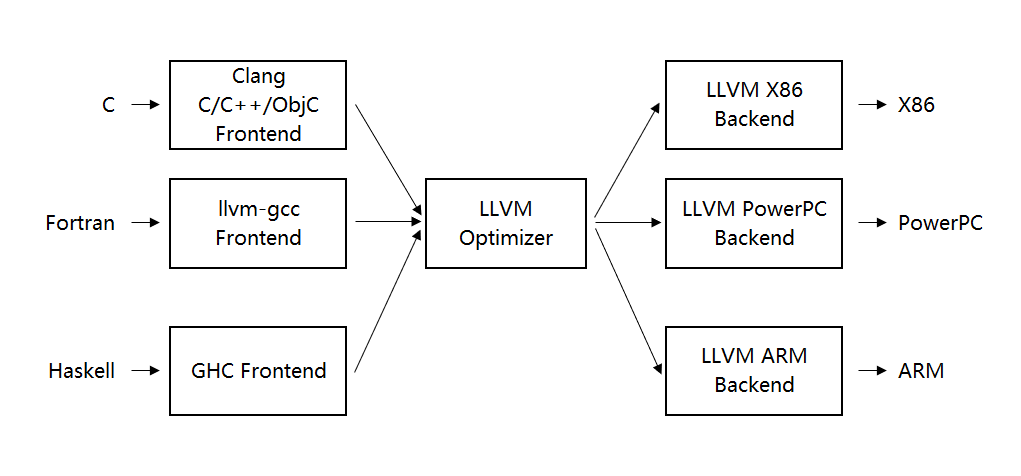 C
Clang
C/C++/ObjC
Frontend
LLVM X86
Backend
X86
Fortran
llvm-gcc
Frontend
LLVM
Optimizer
LLVM PowerPC
Backend
PowerPC
Haskell
GHC Frontend
LLVM ARM
Backend
ARM